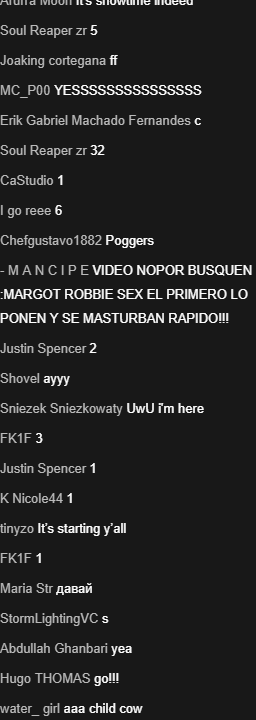 Afurra Moon It's showtime indeed
Soul Reaper zr 5
Joaking cortegana ff
MC_P00 YESSSSSSSSSSSSSSS
Erik Gabriel Machado Fernandes c
Soul Reaper zr 32
CaStudio 1
I go reee 6
Chefgustavo1882 Poggers
- M A N C I P E VIDEO NOPOR BUSQUEN
:MARGOT ROBBIE SEX EL PRIMERO LO
PONEN Y SE MASTURBAN RAPIDO!!!
Justin Spencer 2
Shovel ayyy
Sniezek Sniezkowaty UwU i'm here
FK1F 3
Justin Spencer 1
K Nicole44 1
tinyzo It's starting y'all
FK1F 1
Maria Str давай
StormLightingVC s
Abdullah Ghanbari yea
Hugo THOMAS go!!!
water_ girl aaa child cow